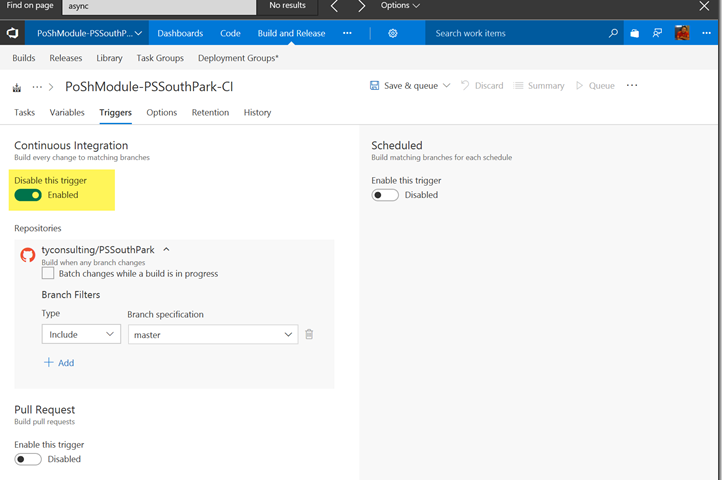 Find on page async No results Options
PoShModule-PSSouthP... Dashboards Code Build and Release ... Search work items ...
Builds Releases Library Task Groups Deployment Groups*
... PoShModule-PSSouthPark-CI Save & queue Discard Summary Queue ...
Tasks Variables Triggers Options Retention History
Continuous Integration
Build every change to matching branches
Disable this trigger
Enabled
Repositories
tyconsulting/PSSouthPark
Build when any branch changes
Batch changes while a build is in progress
Branch Filters
Type Branch specification
Include master
+ Add
Pull Request
Build pull requests
Enable this trigger
Disabled
Scheduled
Build matching branches for each schedule
Enable this trigger
Disabled